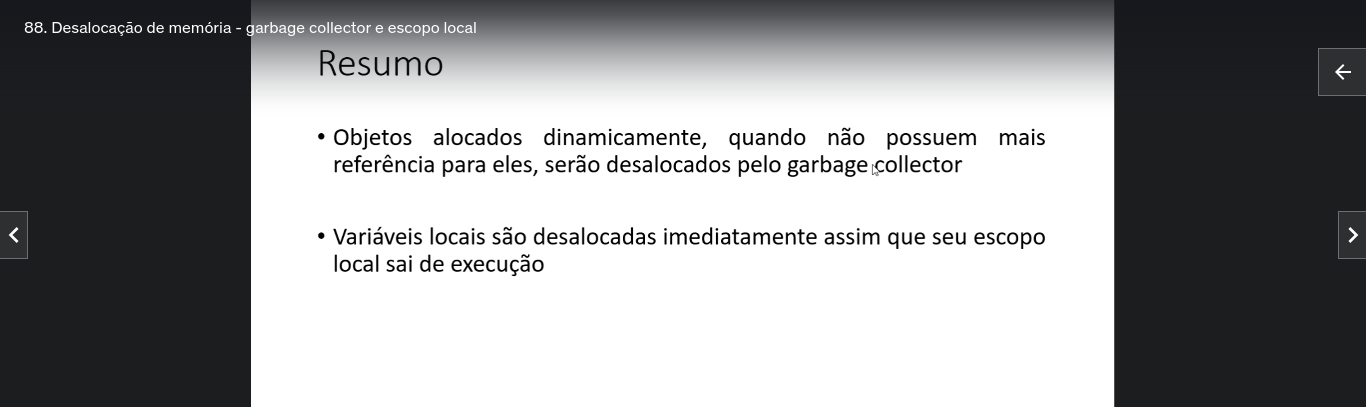 88. Desalocação de memória - garbage collector e escopo local
Resumo
• Objetos alocados dinamicamente, quando não possuem mais
referência para eles, serão desalocados pelo garbage collector
• Variáveis locais são desalocadas imediatamente assim que seu escopo
local sai de execução